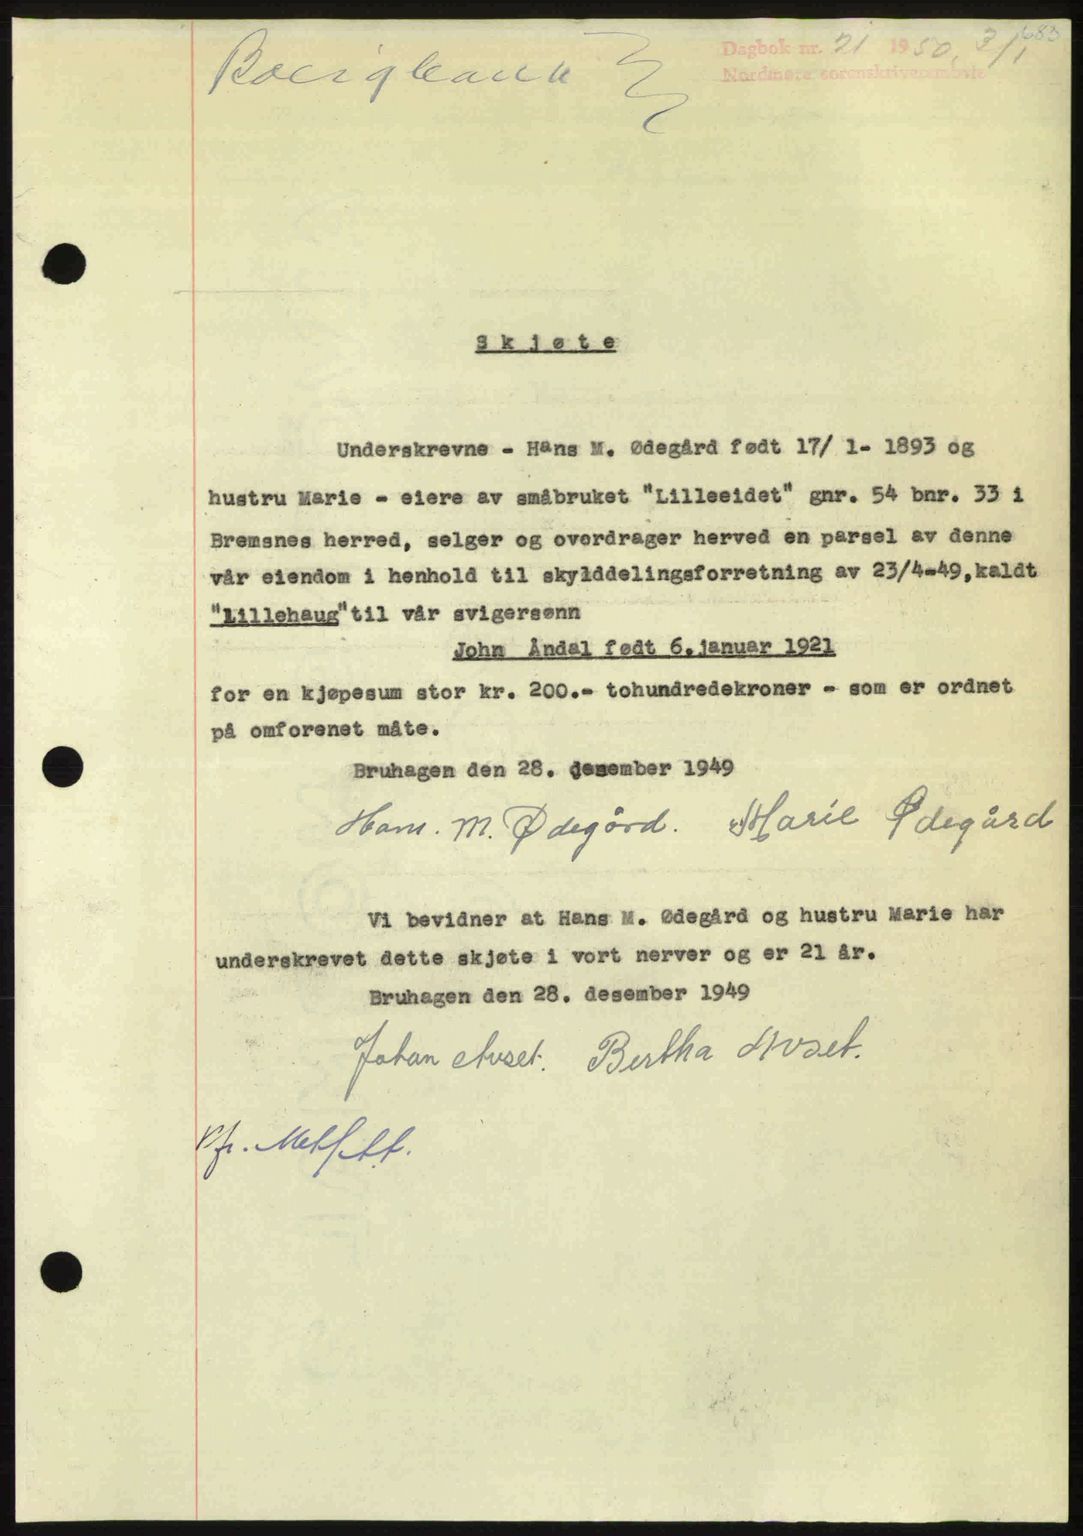 683
Dagbok nr. 21 1950, 3/1
Nordmøre sorenskriverembete
S k j ø t e
Underskrevne - Hans M. Ødegård født 17/ 1- 1893 og
hustru Marie - eiere av småbruket "Lilleeidet" gnr. 54 bnr. 33 i
Bremsnes herred, selger og overdrager herved en parsel av denne
vår eiendom i henhold til skylddelingsforretning av 23/4-49,kaldt
"Lillehaug"til vår svigersønn
John Åndal født 6.januar 1921
for en kjøpesum stor kr. 200.- tohundredekroner - som er ordnet
på omforenet måte.
Bruhagen den 28. desember 1949
Hans. M. Ødegård. Marie Ødegård
Vi bevidner at Hans M. Ødegård og hustru Marie har
underskrevet dette skjøte i vort nerver og er 21 år.
Bruhagen den 28. desember 1949
Johan Avset. Bertha Avset.